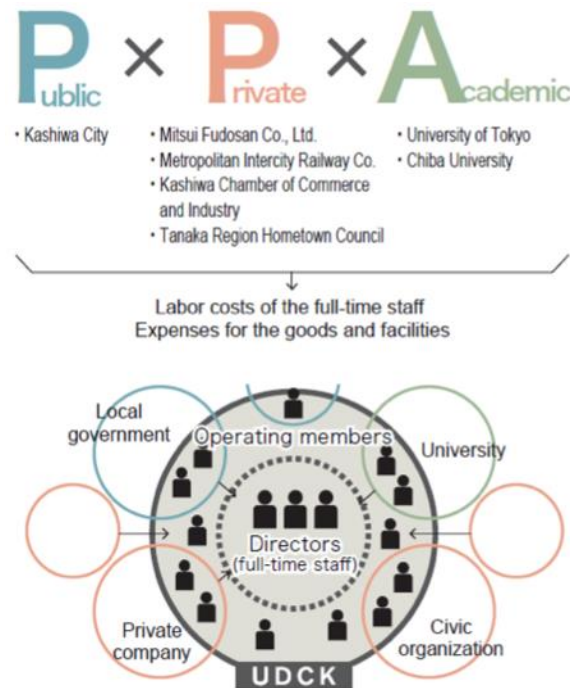 Public × Private × Academic
• Kashiwa City
• Mitsui Fudosan Co., Ltd.
• Metropolitan Intercity Railway Co.
• Kashiwa Chamber of Commerce
and Industry
• Tanaka Region Hometown Council
• University of Tokyo
• Chiba University
Labor costs of the full-time staff
Expenses for the goods and facilities
Local
government
Operating members
University
Directors
(full-time staff)
Private
company
Civic
organization
UDCK